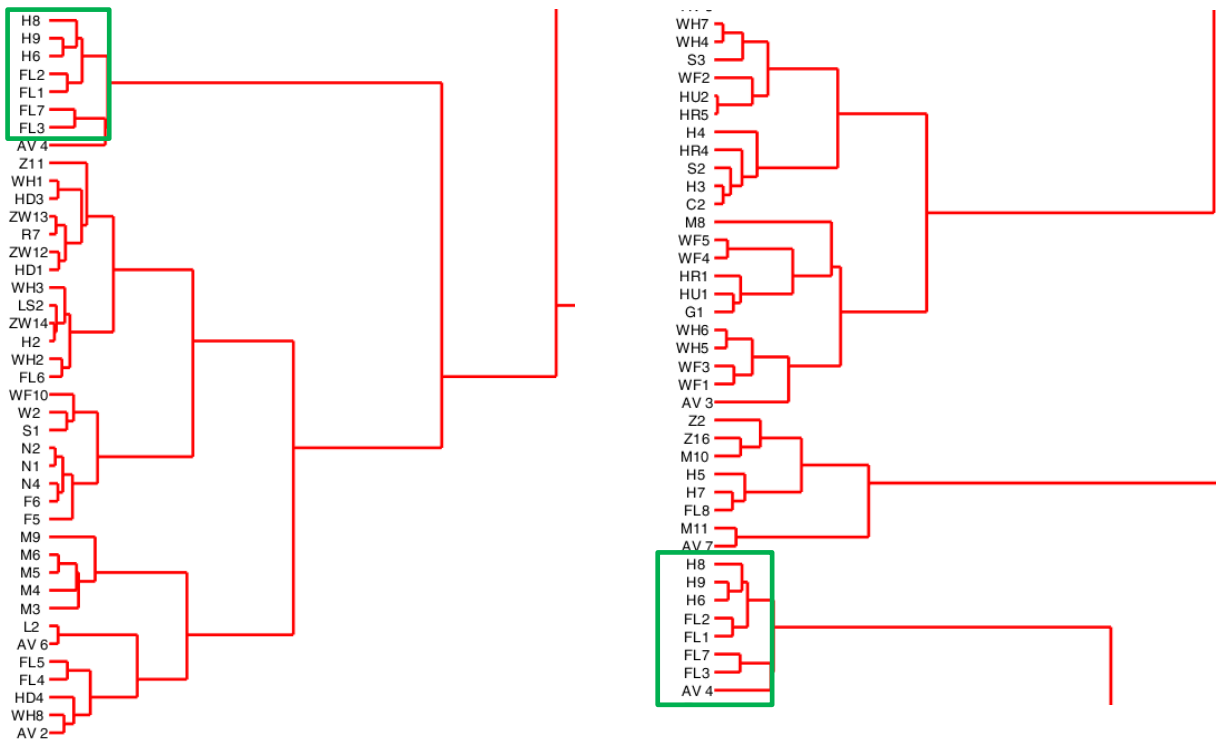 H8
H9
H6
FL2
FL1
FL7
FL3
AV 4
Z11
WH1
HD3
ZW13
R7
ZW12
HD1
WH3
LS2
ZW14
H2
WH2
FL6
WF10
W2
S1
N2
N1
N4
F6
F5
M9
M6
M5
M4
M3
L2
AV 6
FL5
FL4
HD4
WH8
AV 2
WH7
WH4
S3
WF2
HU2
HR5
H4
HR4
S2
H3
C2
M8
WF5
WF4
HR1
HU1
G1
WH6
WH5
WF3
WF1
AV 3
Z2
Z16
M10
H5
H7
FL8
M11
AV 7
H8
H9
H6
FL2
FL1
FL7
FL3
AV 4